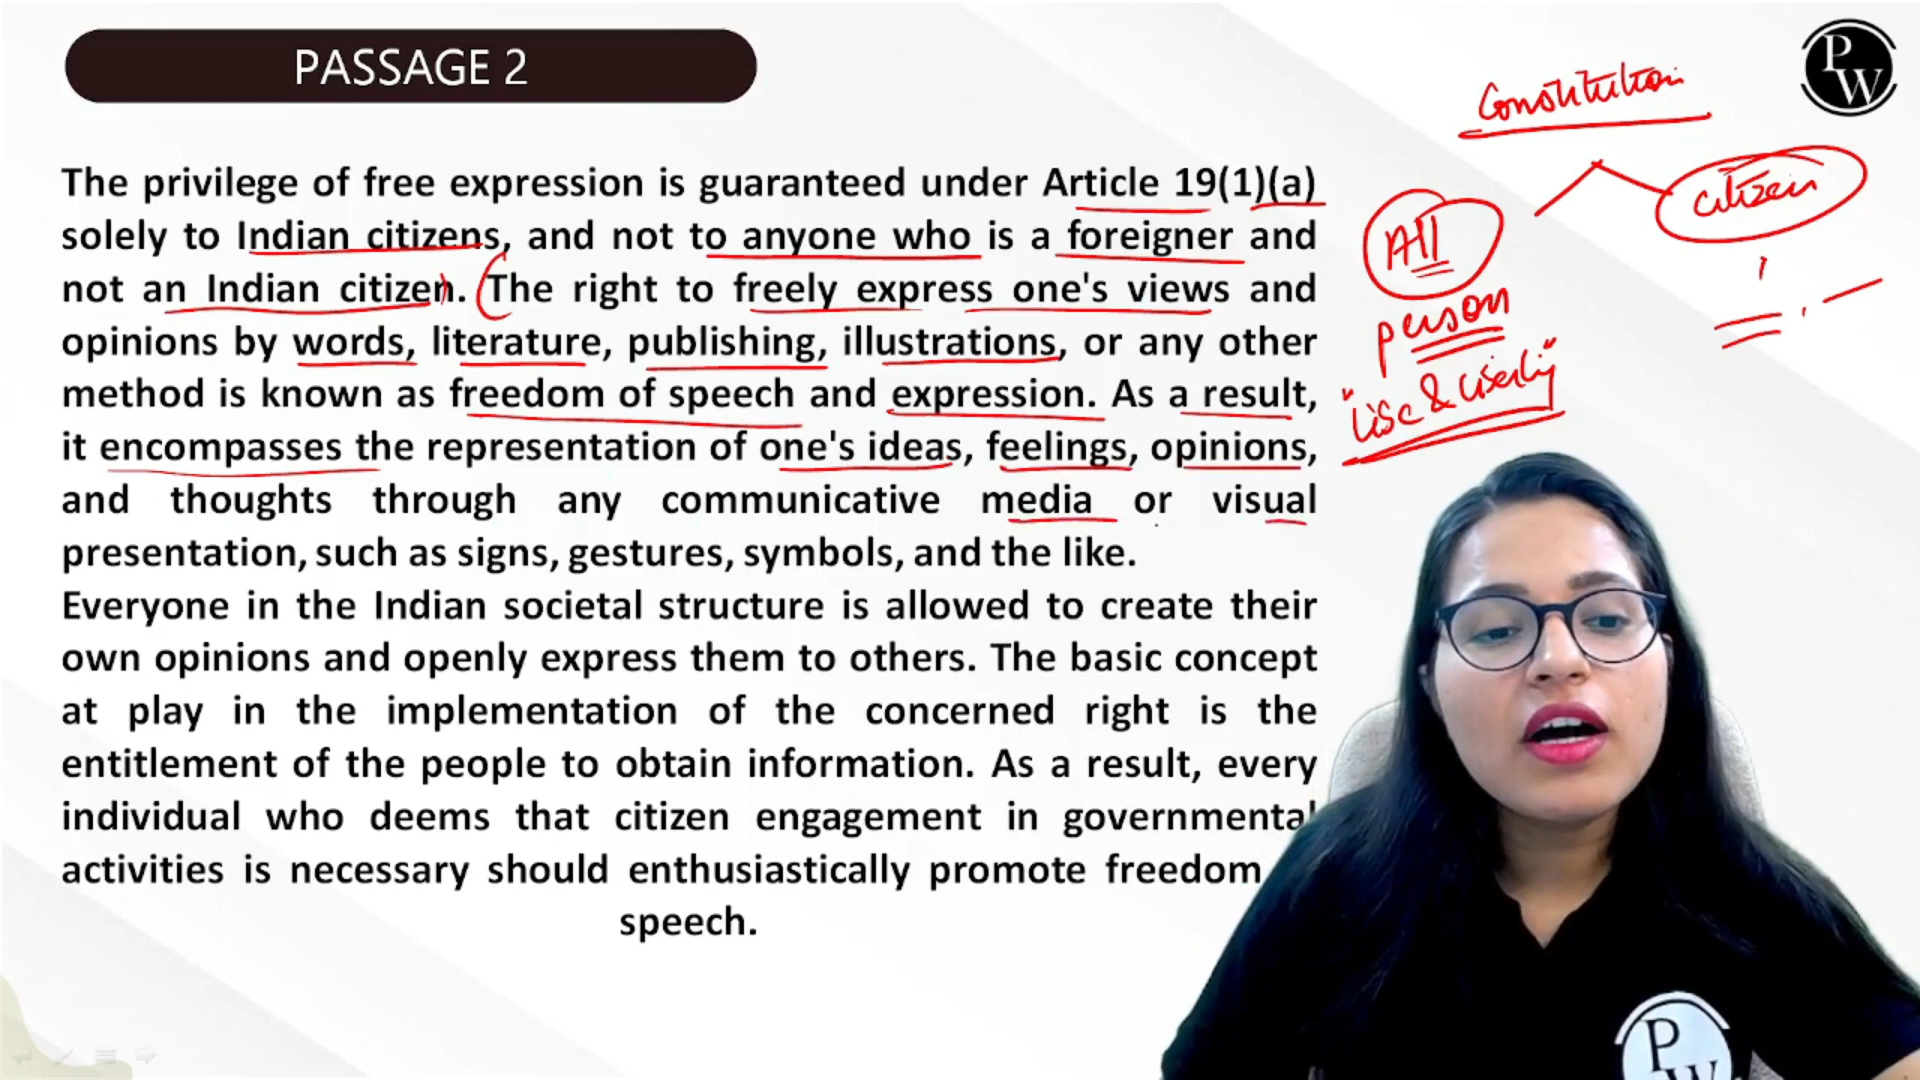 PASSAGE 2
PW
Constitution
citizen
All
person
"life & liberty"
The privilege of free expression is guaranteed under Article 19(1)(a)
solely to Indian citizens, and not to anyone who is a foreigner and
not an Indian citizen. The right to freely express one's views and
opinions by words, literature, publishing, illustrations, or any other
method is known as freedom of speech and expression. As a result,
it encompasses the representation of one's ideas, feelings, opinions,
and thoughts through any communicative media or visual
presentation, such as signs, gestures, symbols, and the like.
Everyone in the Indian societal structure is allowed to create their
own opinions and openly express them to others. The basic concept
at play in the implementation of the concerned right is the
entitlement of the people to obtain information. As a result, every
individual who deems that citizen engagement in governmental
activities is necessary should enthusiastically promote freedom
speech.
PW